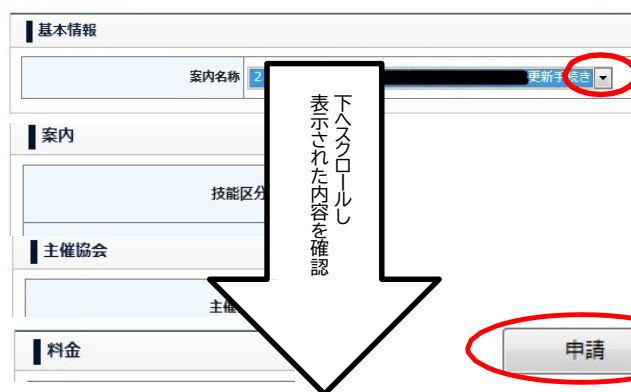 基本情報
案内名称
2
更新手続き
下へスクロールし
表示された内容を確認
案内
技能区分
主催協会
主催
料金
申請